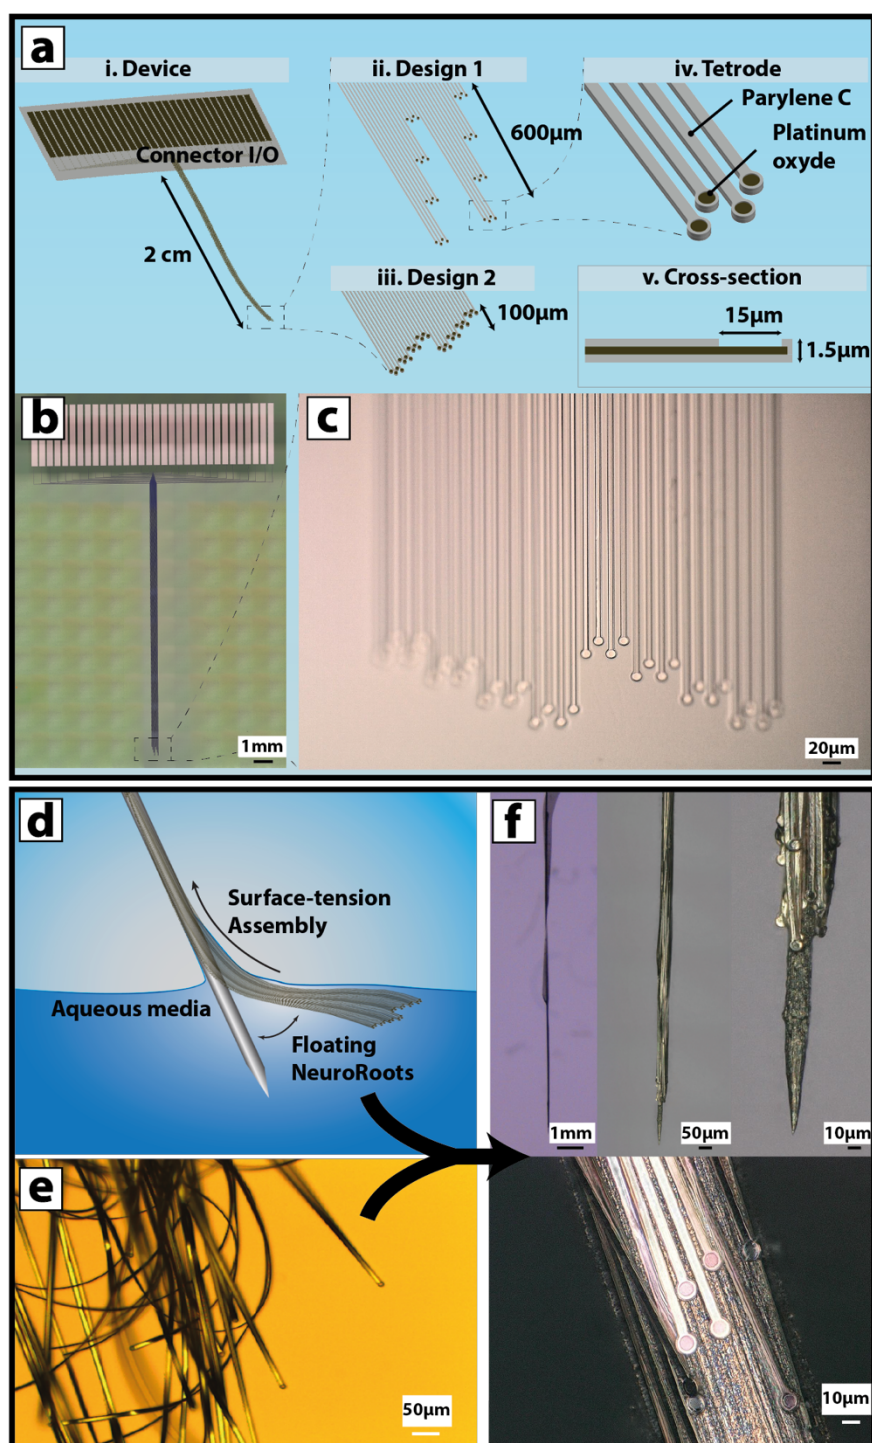 a
i. Device
ii. Design 1
iv. Tetrode
Connector I/O
2 cm
600µm
Parylene C
Platinum
oxyde
iii. Design 2
100µm
v. Cross-section
15µm
1.5µm
b
1mm
c
20µm
d
Surface-tension
Assembly
Aqueous media
Floating
NeuroRoots
e
50µm
f
1mm
50µm
10µm
10µm